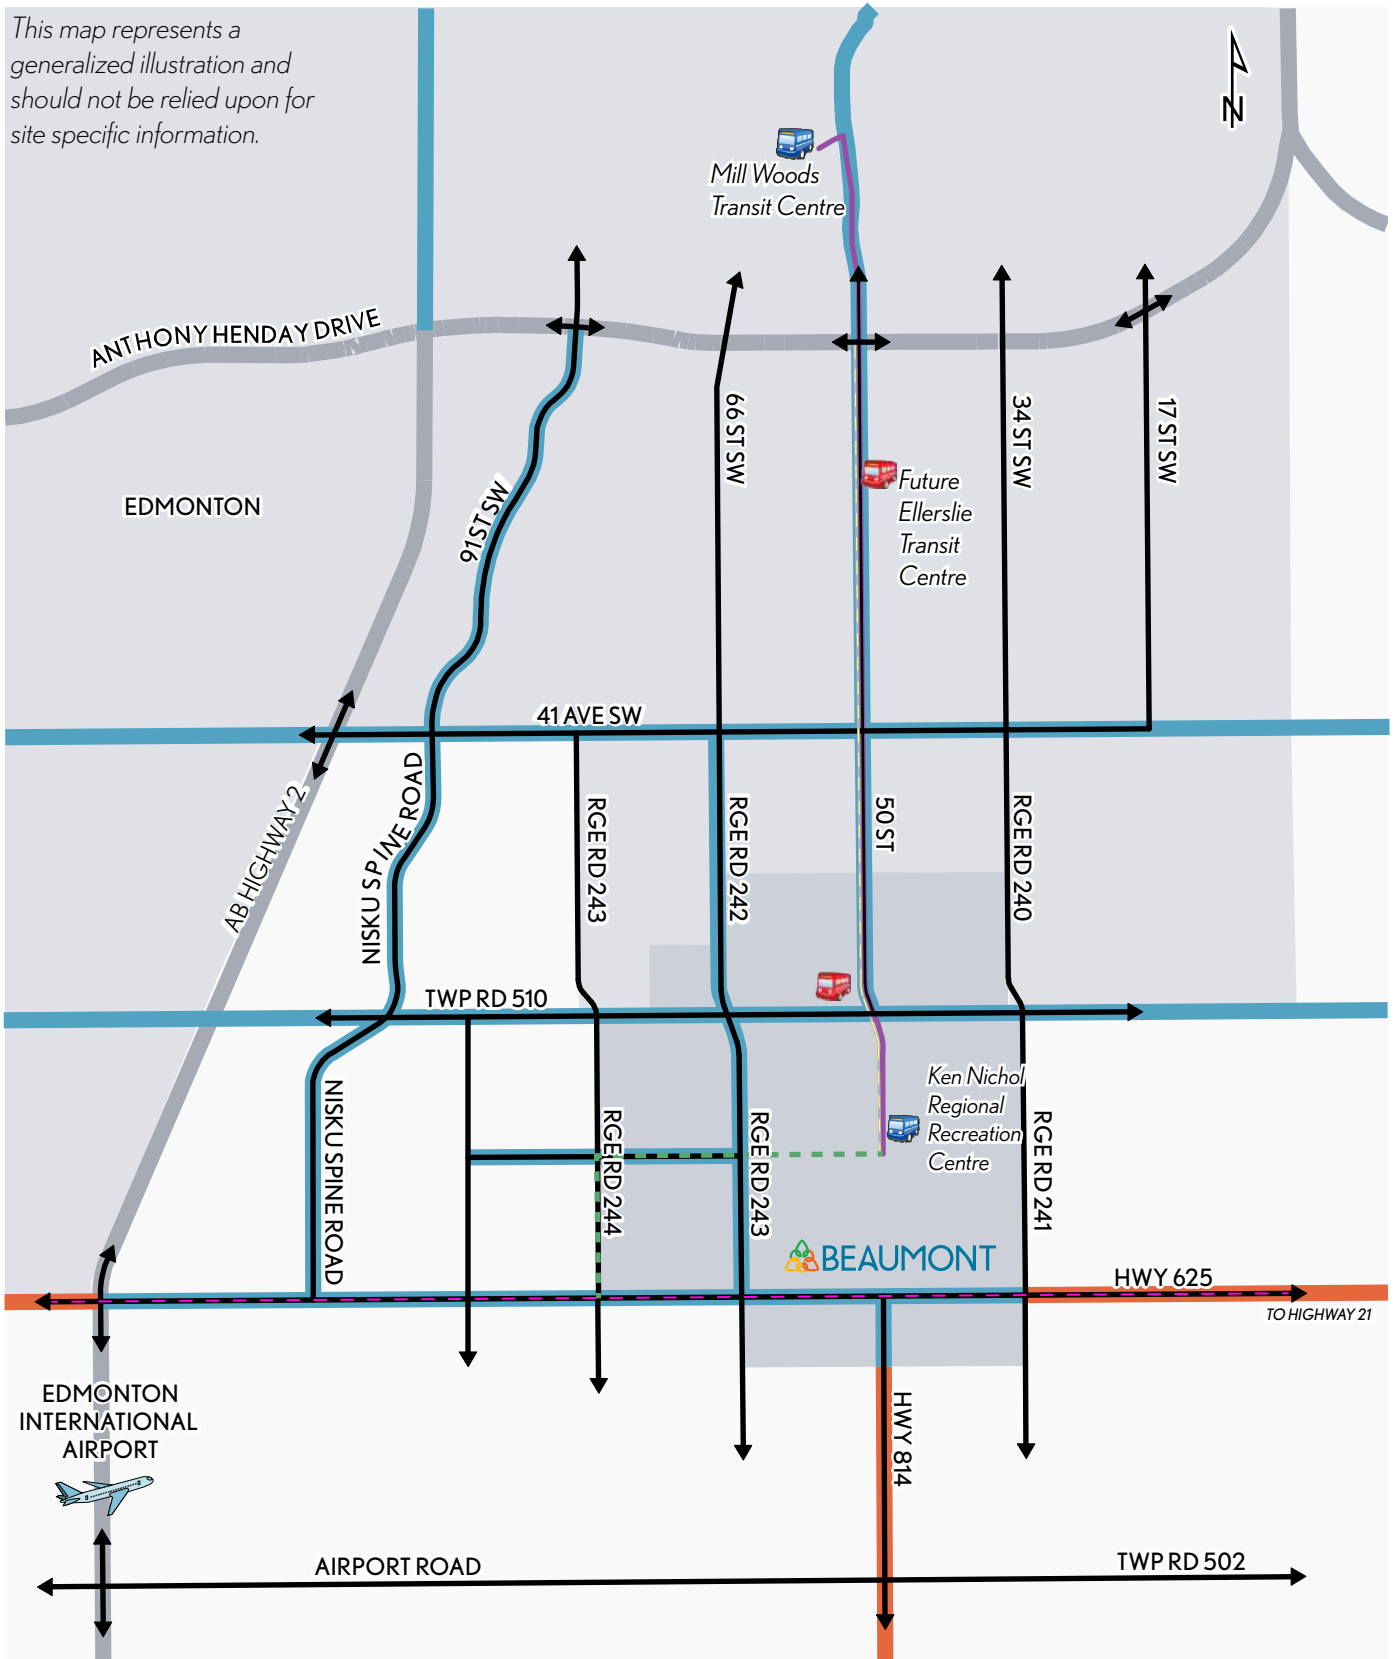 This map represents a
generalized illustration and
should not be relied upon for
site specific information.
N
Mill Woods
Transit Centre
ANTHONY HENDAY DRIVE
66 ST SW
34 ST SW
17 ST SW
Future
Ellerslie
Transit
Centre
EDMONTON
91 ST SW
41 AVE SW
NISKU SPINE ROAD
AB HIGHWAY 2
RGE RD 243
RGE RD 242
50 ST
RGE RD 240
TWP RD 510
Ken Nichol
Regional
Recreation
Centre
NISKU SPINE ROAD
RGE RD 244
RGE RD 243
RGE RD 241
BEAUMONT
HWY 625
TO HIGHWAY 21
EDMONTON
INTERNATIONAL
AIRPORT
HWY 814
AIRPORT ROAD
TWP RD 502